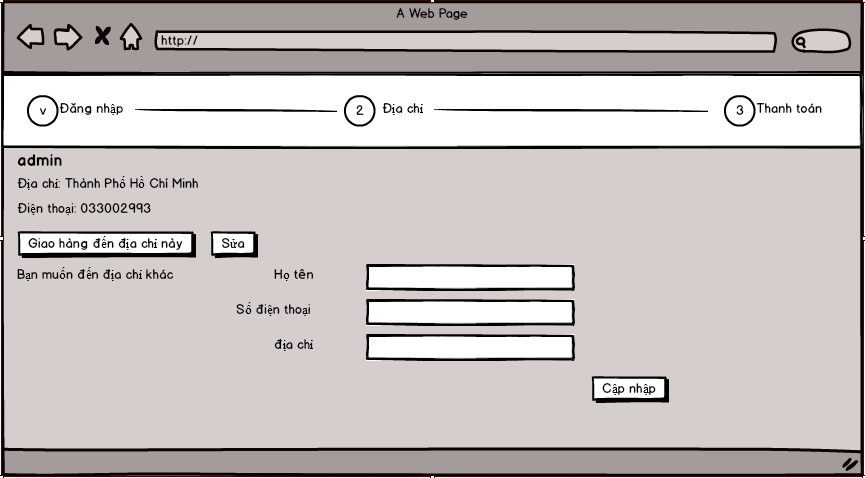 A Web Page
http://
v Đăng nhập 2 Địa chỉ 3 Thanh toán
admin
Địa chỉ: Thành Phố Hồ Chí Minh
Điện thoại: 033002993
Giao hàng đến địa chỉ này Sửa
Bạn muốn đến địa chỉ khác Họ tên
Số điện thoại
địa chỉ
Cập nhập